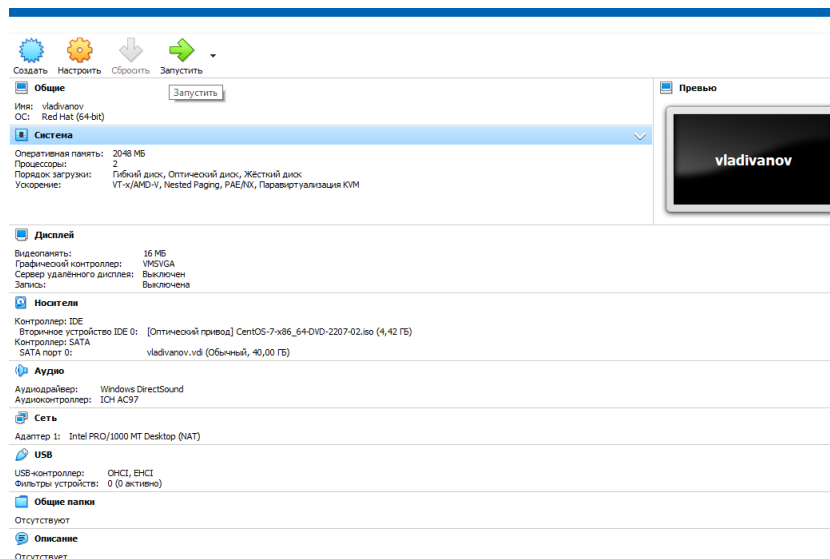 Создать Настроить Сбросить Запустить
Запустить
Общие
Имя: vladivanov
ОС: Red Hat (64-bit)
Превью
vladivanov
Система
Оперативная память: 2048 МБ
Процессоры: 2
Порядок загрузки: Гибкий диск, Оптический диск, Жёсткий диск
Ускорение: VT-x/AMD-V, Nested Paging, PAE/NX, Паравиртуализация KVM
Дисплей
Видеопамять: 16 МБ
Графический контроллер: VMSVGA
Сервер удалённого дисплея: Выключен
Запись: Выключена
Носители
Контроллер: IDE
Вторичное устройство IDE 0: [Оптический привод] CentOS-7-x86_64-DVD-2207-02.iso (4,42 ГБ)
Контроллер: SATA
SATA порт 0: vladivanov.vdi (Обычный, 40,00 ГБ)
Аудио
Аудиодрайвер: Windows DirectSound
Аудиоконтроллер: ICH AC97
Сеть
Адаптер 1: Intel PRO/1000 MT Desktop (NAT)
USB
USB-контроллер: OHCI, EHCI
Фильтры устройств: 0 (0 активно)
Общие папки
Отсутствуют
Описание
Отсутствует